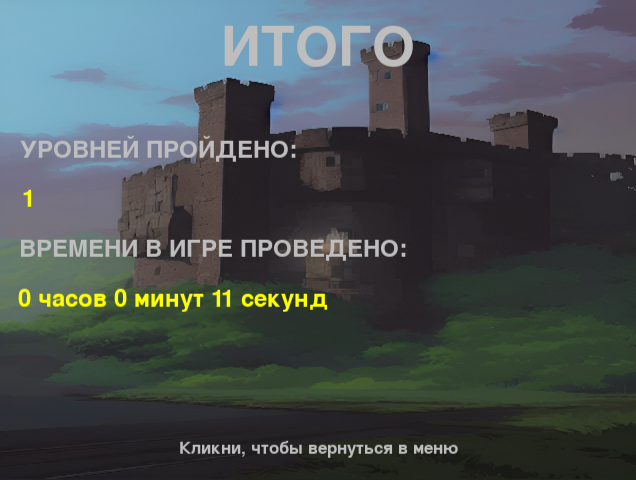 ИТОГО
УРОВНЕЙ ПРОЙДЕНО:
1
ВРЕМЕНИ В ИГРЕ ПРОВЕДЕНО:
0 часов 0 минут 11 секунд
Кликни, чтобы вернуться в меню